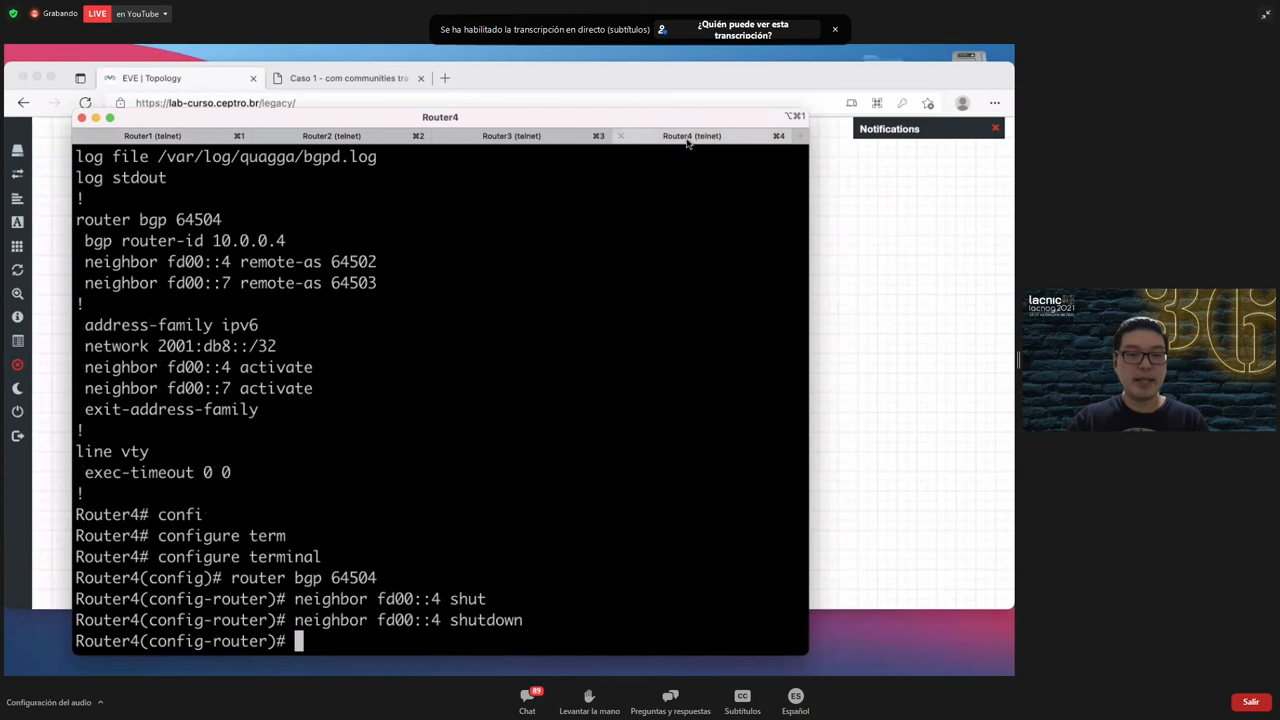 Grabando
LIVE
en YouTube
Se ha habilitado la transcripción en directo (subtítulos)
¿Quién puede ver esta
transcripción?
EVE | Topology
Caso 1 - com communities tra
https://lab-curso.ceptro.br/legacy/
Router4
⌥⌘1
Router1 (telnet) ⌘1
Router2 (telnet) ⌘2
Router3 (telnet) ⌘3
Router4 (telnet) ⌘4
Notifications
log file /var/log/quagga/bgpd.log
log stdout
!
router bgp 64504
bgp router-id 10.0.0.4
neighbor fd00::4 remote-as 64502
neighbor fd00::7 remote-as 64503
!
address-family ipv6
network 2001:db8::/32
neighbor fd00::4 activate
neighbor fd00::7 activate
exit-address-family
!
line vty
exec-timeout 0 0
!
Router4# confi
Router4# configure term
Router4# configure terminal
Router4(config)# router bgp 64504
Router4(config-router)# neighbor fd00::4 shut
Router4(config-router)# neighbor fd00::4 shutdown
Router4(config-router)#
lacnic
lacnog 2021
Configuración del audio
89
Chat
Levantar la mano
Preguntas y respuestas
CC
Subtítulos
ES
Español
Salir